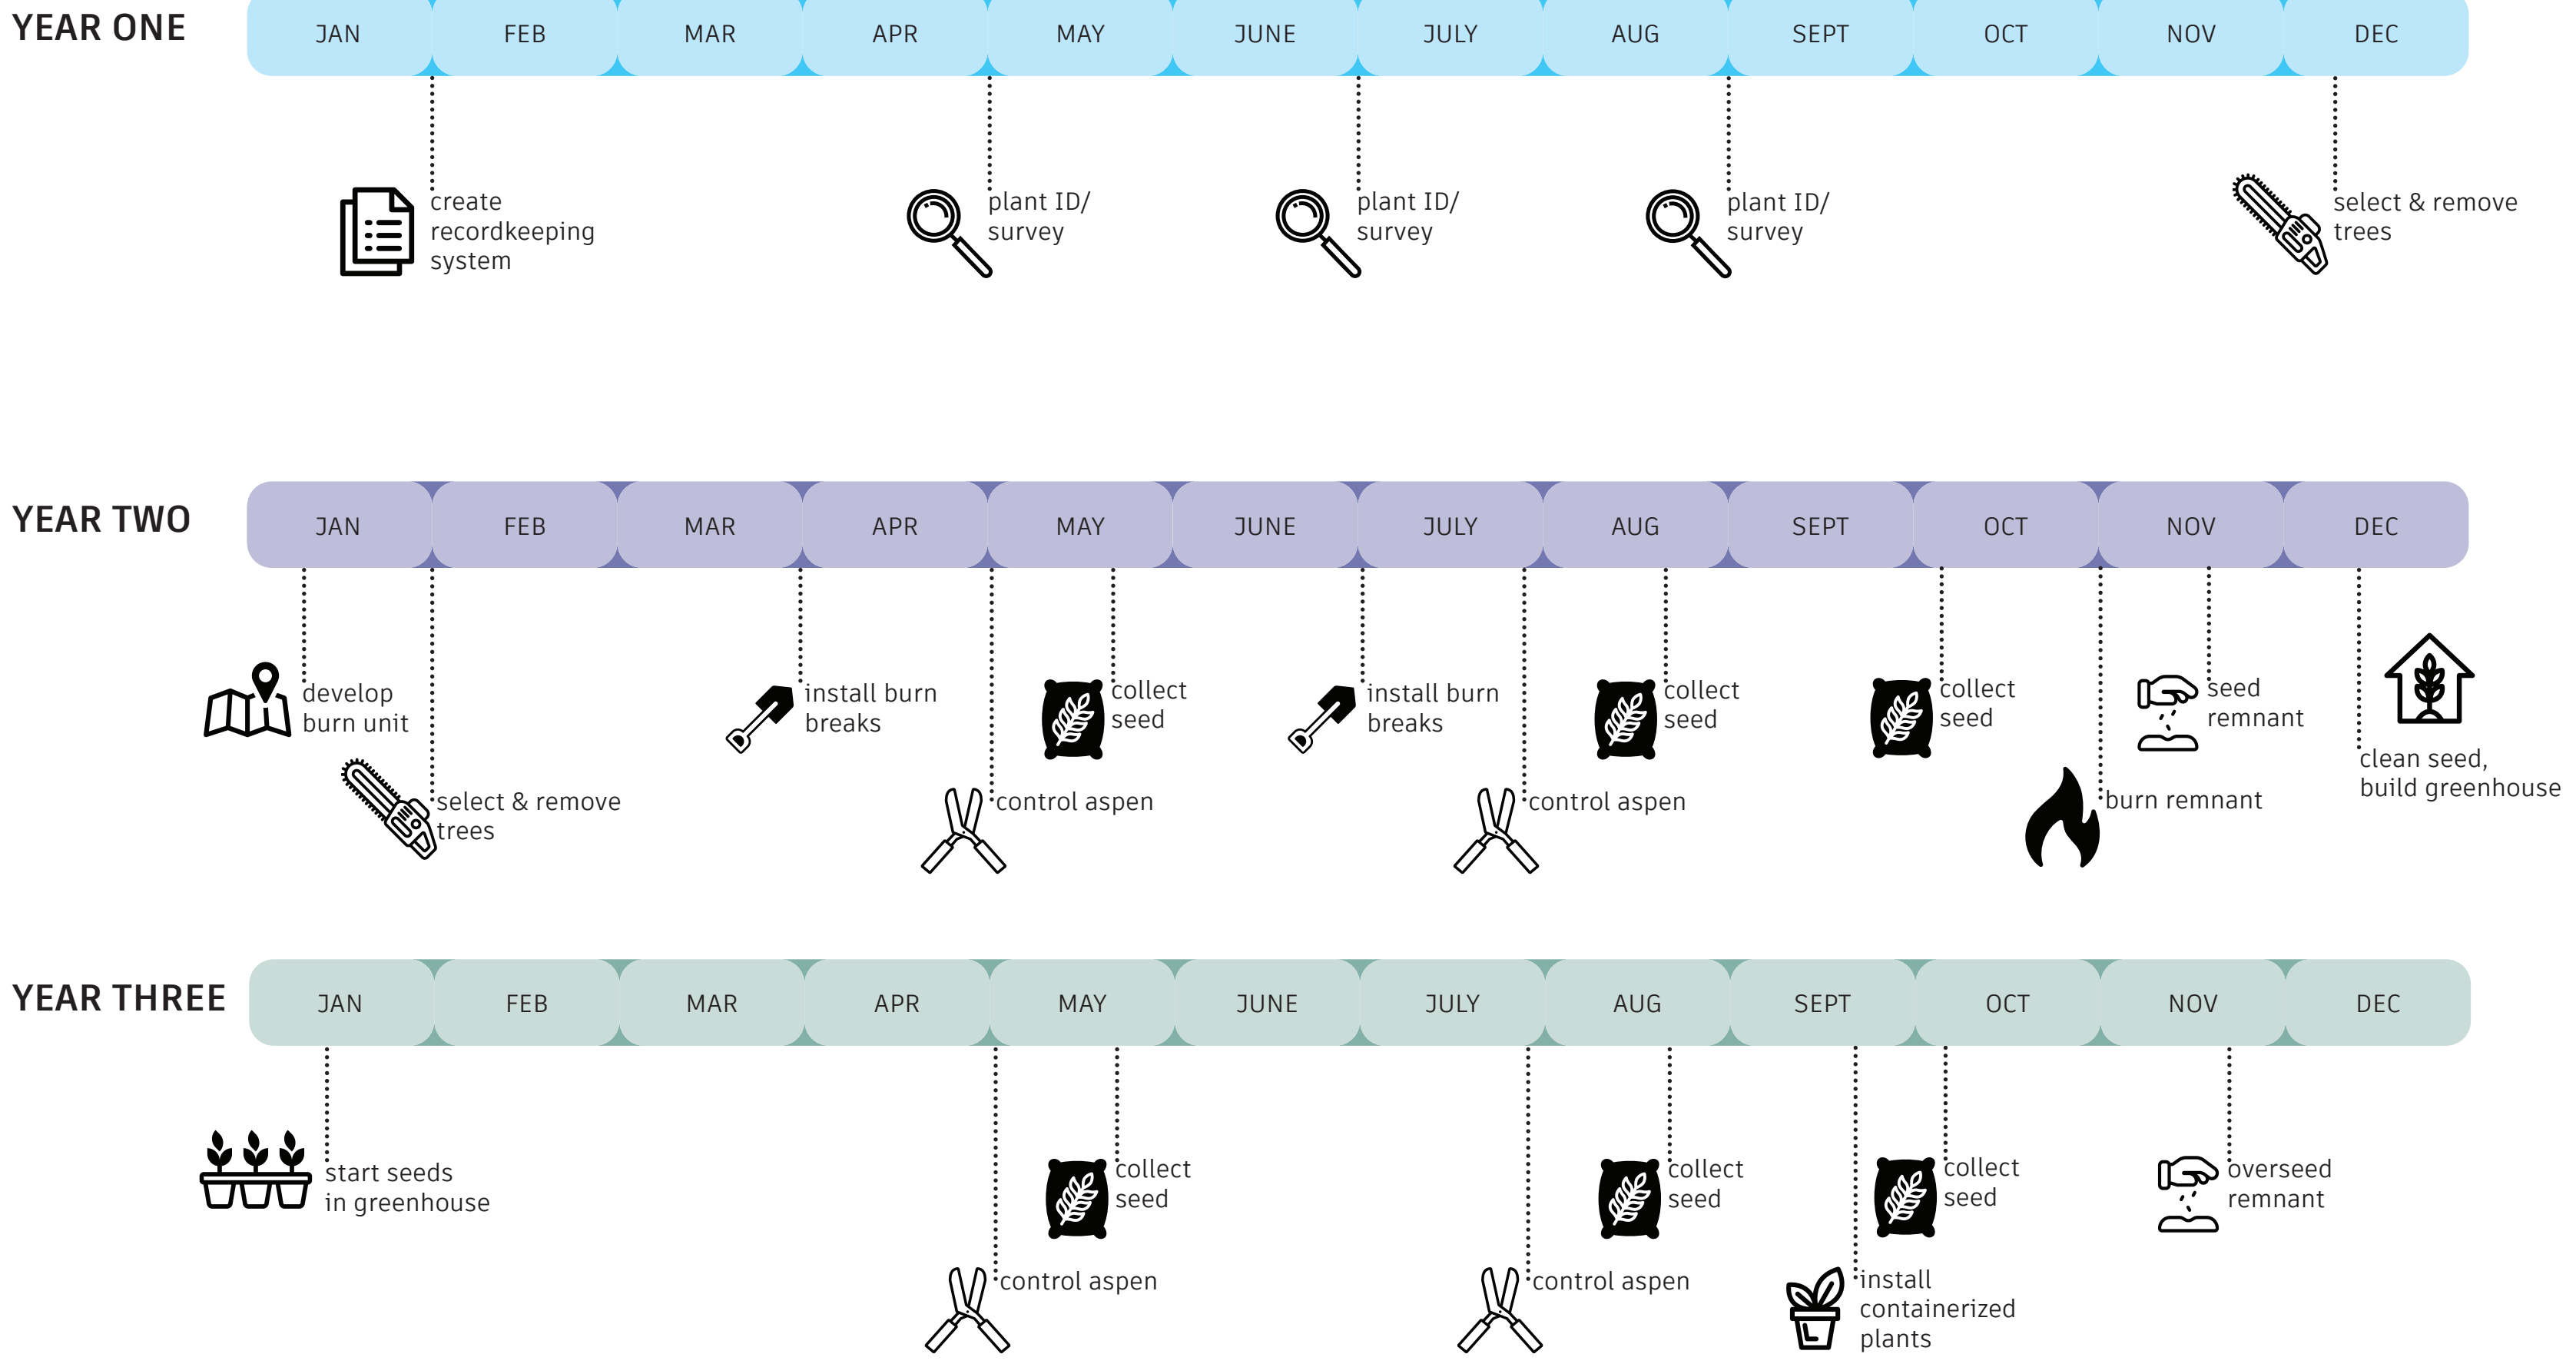 YEAR ONE
JAN
FEB
MAR
APR
MAY
JUNE
JULY
AUG
SEPT
OCT
NOV
DEC
create
recordkeeping
system
plant ID/
survey
plant ID/
survey
plant ID/
survey
select & remove
trees
YEAR TWO
JAN
FEB
MAR
APR
MAY
JUNE
JULY
AUG
SEPT
OCT
NOV
DEC
develop
burn unit
select & remove
trees
install burn
breaks
control aspen
collect
seed
install burn
breaks
control aspen
collect
seed
collect
seed
burn remnant
seed
remnant
clean seed,
build greenhouse
YEAR THREE
JAN
FEB
MAR
APR
MAY
JUNE
JULY
AUG
SEPT
OCT
NOV
DEC
start seeds
in greenhouse
control aspen
collect
seed
control aspen
collect
seed
install
containerized
plants
collect
seed
overseed
remnant